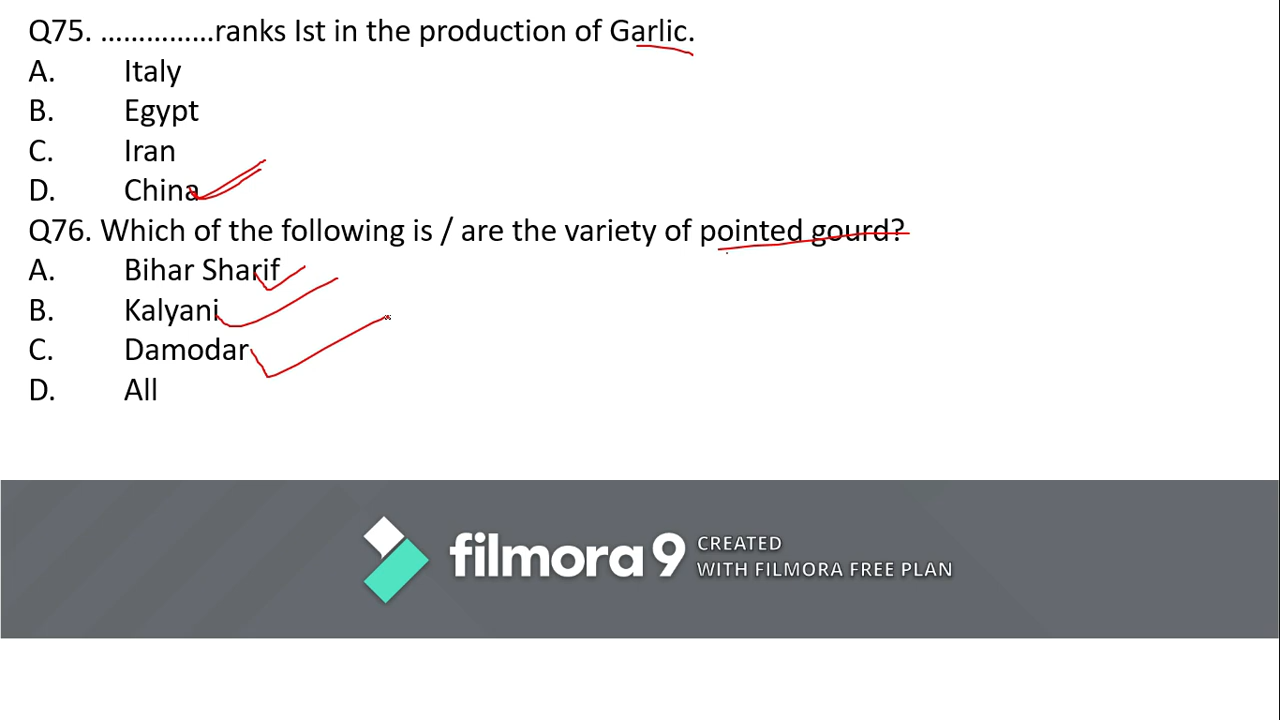 Q75. ...............ranks Ist in the production of Garlic.
A. Italy
B. Egypt
C. Iran
D. China
Q76. Which of the following is / are the variety of pointed gourd?
A. Bihar Sharif
B. Kalyani
C. Damodar
D. All
filmora 9 CREATED
WITH FILMORA FREE PLAN